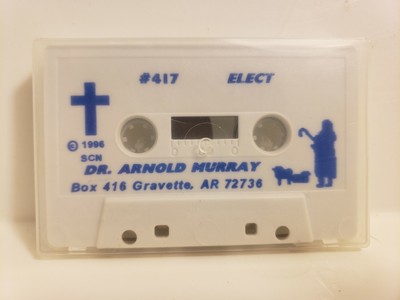 #417 ELECT
© 1996
SCN
DR. ARNOLD MURRAY
Box 416 Gravette, AR 72736